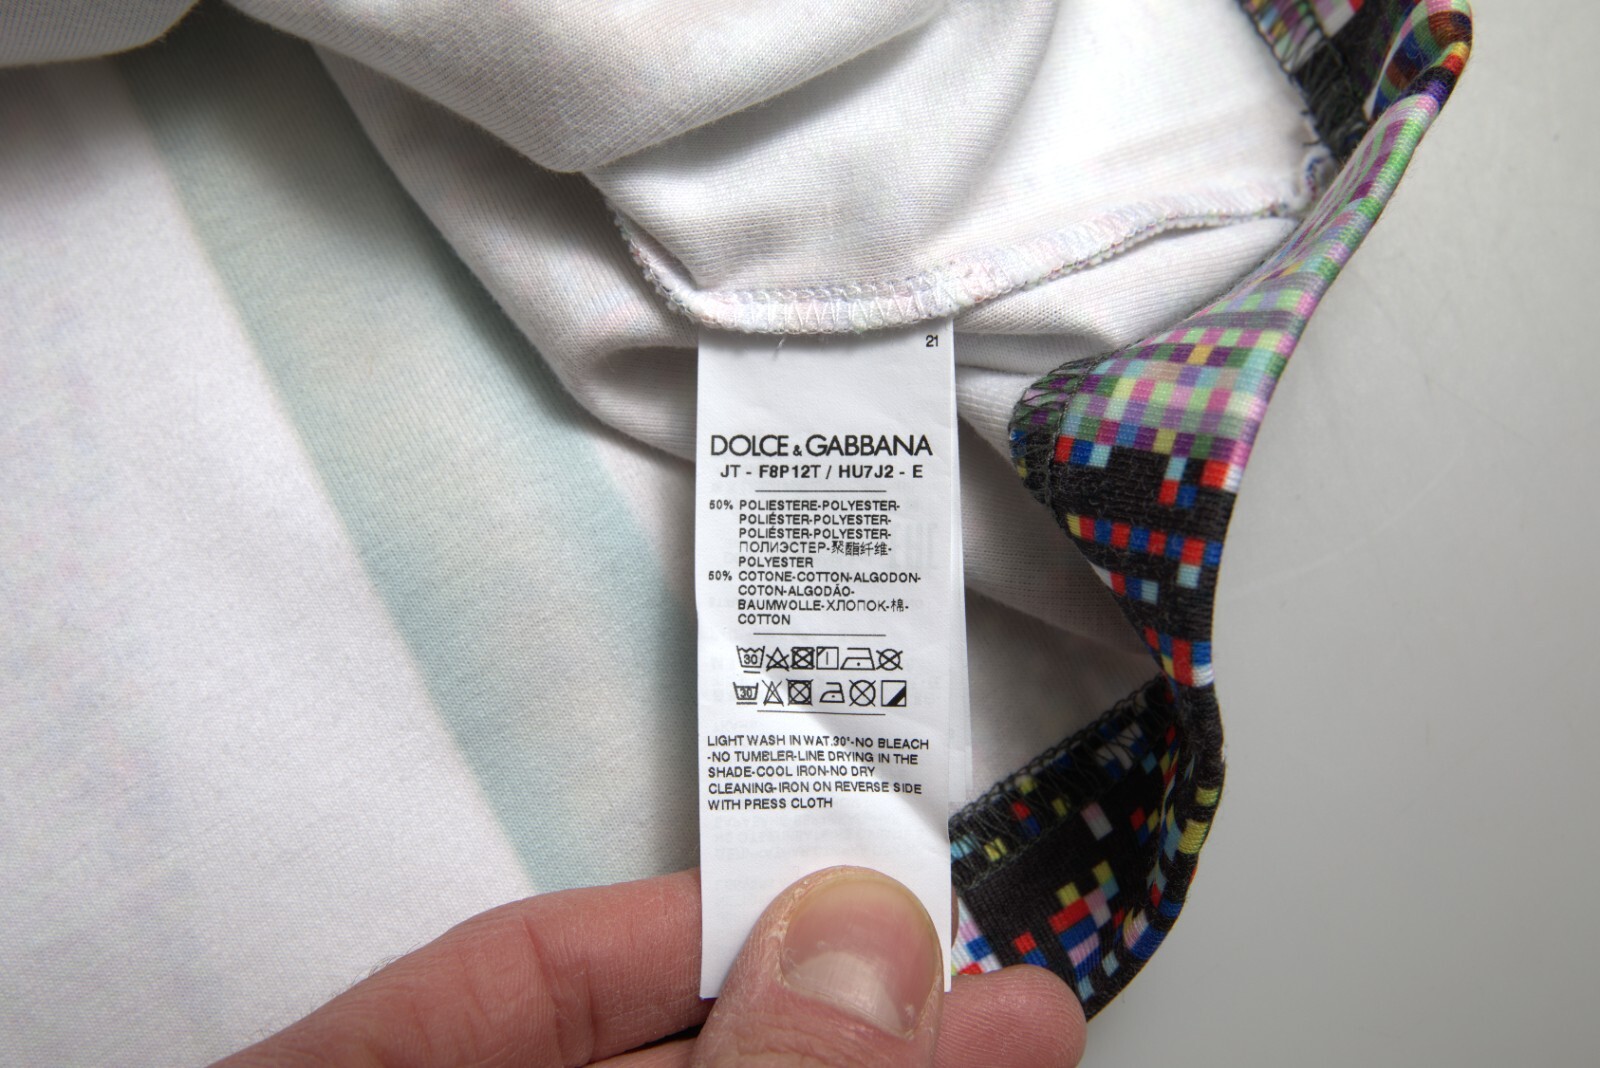 21
DOLCE & GABBANA
JT - F8P12T / HU7J2 - E
50% POLIESTERE-POLYESTER-
POLIÉSTER-POLYESTER-
POLIÉSTER-POLYESTER-
ПОЛИЭСТЕР-聚酯纤维-
POLYESTER
50% COTONE-COTTON-ALGODON-
COTON-ALGODÃO-
BAUMWOLLE-ХЛОПОК-棉-
COTTON
30
30
LIGHT WASH IN WAT.30°-NO BLEACH
-NO TUMBLER-LINE DRYING IN THE
SHADE-COOL IRON-NO DRY
CLEANING-IRON ON REVERSE SIDE
WITH PRESS CLOTH